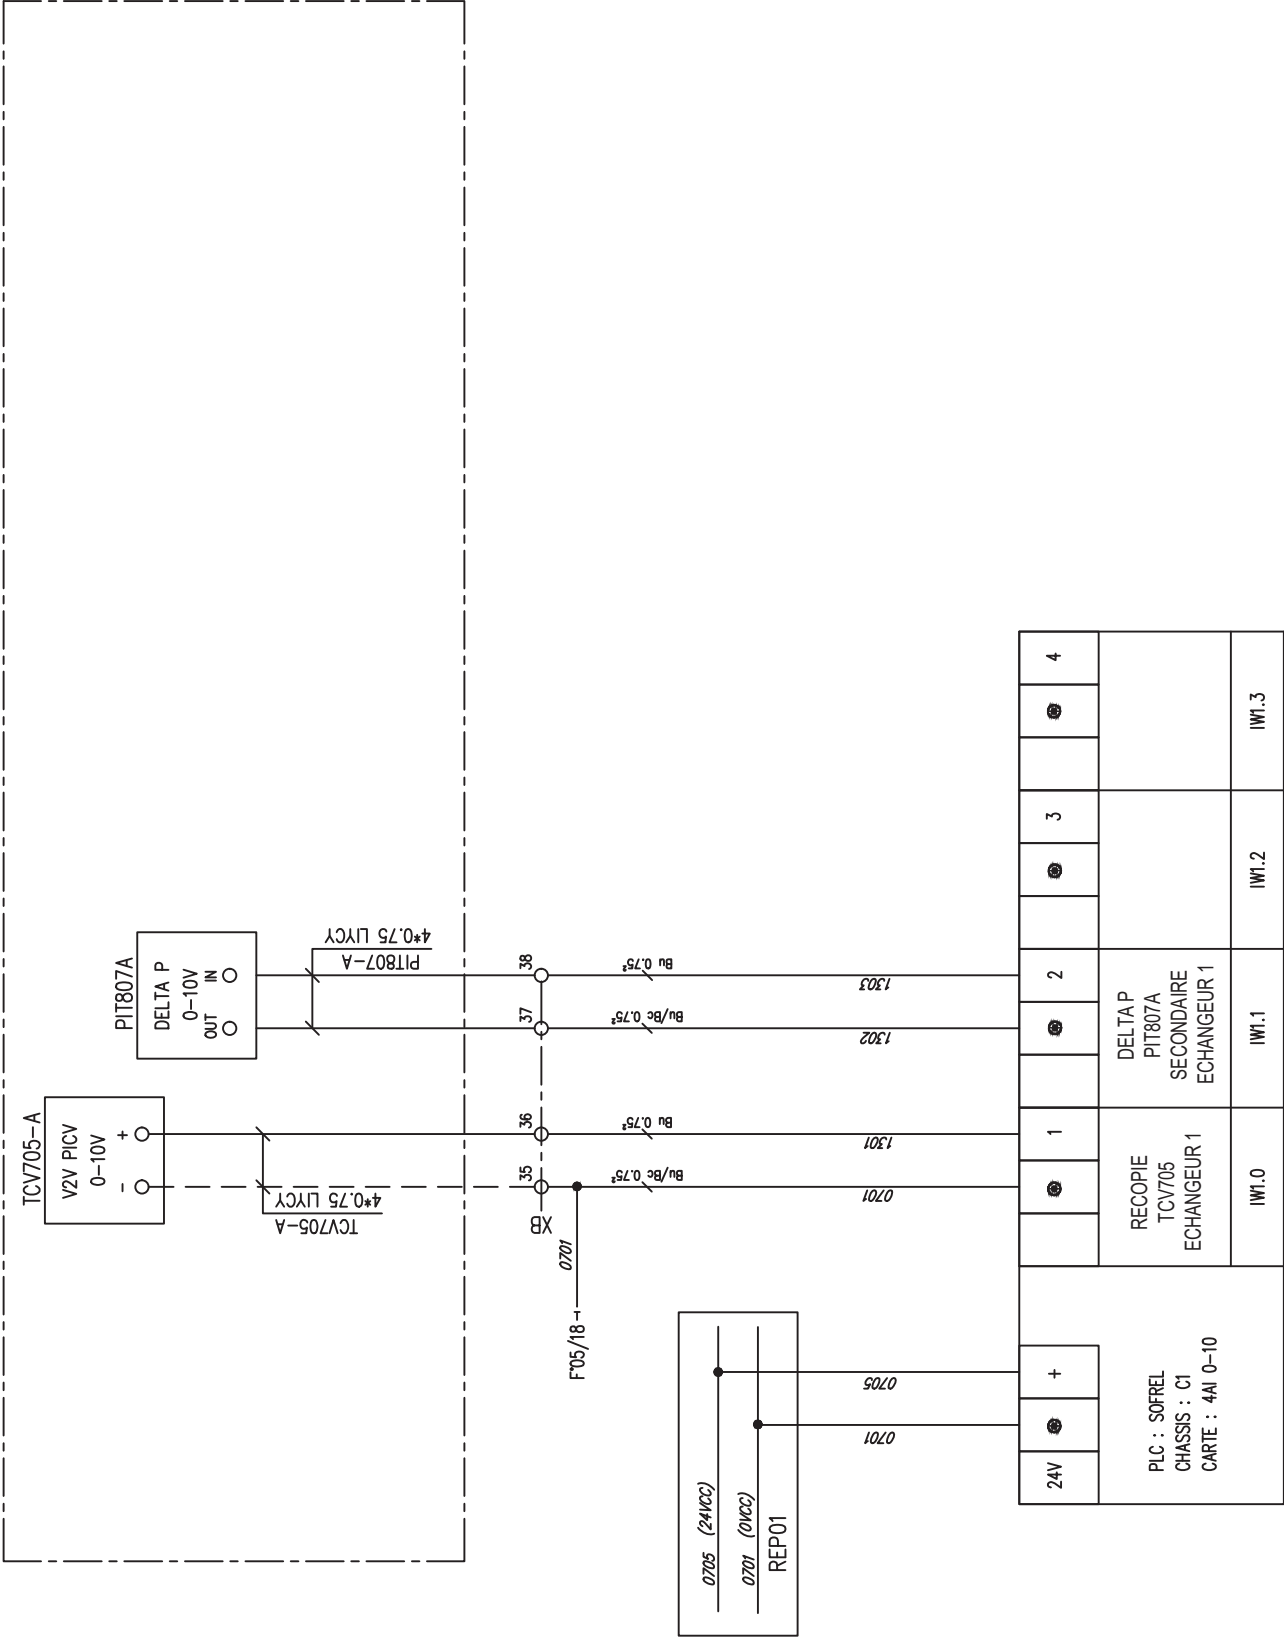 TCV705-A
V2V PICV
0-10V
- +
PIT807A
DELTA P
0-10V
OUT IN
TCV705-A
4*0.75 LIYCY
PIT807-A
4*0.75 LIYCY
XB
35
36
37
38
0701
F°05/18
Bu/Bc 0.75²
Bu 0.75²
Bu/Bc 0.75²
Bu 0.75²
0705 (24VCC)
0701 (0VCC)
REP01
0701
0705
0701
1301
1302
1303
24V
+
1
2
3
4
PLC : SOFREL
CHASSIS : C1
CARTE : 4AI 0-10
RECOPIE
TCV705
ECHANGEUR 1
DELTA P
PIT807A
SECONDAIRE
ECHANGEUR 1
IW1.0
IW1.1
IW1.2
IW1.3